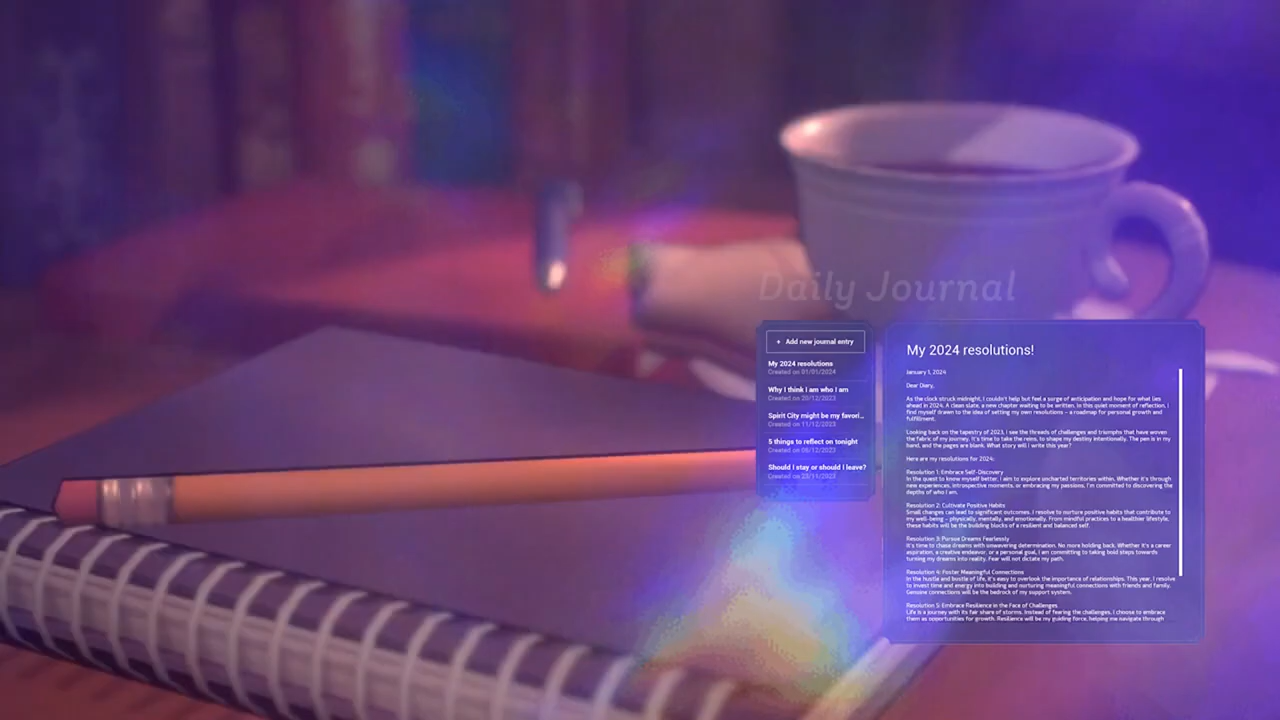 Daily Journal
+ Add new journal entry
My 2024 resolutions
Created on 01/01/2024
Why I think I am who I am
Created on 20/12/2023
Spirit City might be my favori...
Created on 11/12/2023
5 things to reflect on tonight
Created on 05/12/2023
Should I stay or should I leave?
Created on 23/11/2023
My 2024 resolutions!
January 1, 2024
Dear Diary,
As the clock struck midnight, I couldn't help but feel a surge of anticipation and hope for what lies
ahead in 2024. A clean slate, a new chapter waiting to be written. In this quiet moment of reflection, I
find myself drawn to the idea of setting my own resolutions – a roadmap for personal growth and
fulfillment.
Looking back on the tapestry of 2023, I see the threads of challenges and triumphs that have woven
the fabric of my journey. It's time to take the reins, to shape my destiny intentionally. The pen is in my
hand, and the pages are blank. What story will I write this year?
Here are my resolutions for 2024:
Resolution 1: Embrace Self-Discovery
In the quest to know myself better, I aim to explore uncharted territories within. Whether it's through
new experiences, introspective moments, or embracing my passions, I'm committed to discovering the
depths of who I am.
Resolution 2: Cultivate Positive Habits
Small changes can lead to significant outcomes. I resolve to nurture positive habits that contribute to
my well-being – physically, mentally, and emotionally. From mindful practices to a healthier lifestyle,
these habits will be the building blocks of a resilient and balanced self.
Resolution 3: Pursue Dreams Fearlessly
It's time to chase dreams with unwavering determination. No more holding back. Whether it's a career
aspiration, a creative endeavor, or a personal goal, I am committing to taking bold steps towards
turning my dreams into reality. Fear will not dictate my path.
Resolution 4: Foster Meaningful Connections
In the hustle and bustle of life, it's easy to overlook the importance of relationships. This year, I resolve
to invest time and energy into building and nurturing meaningful connections with friends and family.
Genuine connections will be the bedrock of my support system.
Resolution 5: Embrace Resilience in the Face of Challenges
Life is a journey with its fair share of storms. Instead of fearing the challenges, I choose to embrace
them as opportunities for growth. Resilience will be my guiding force, helping me navigate through